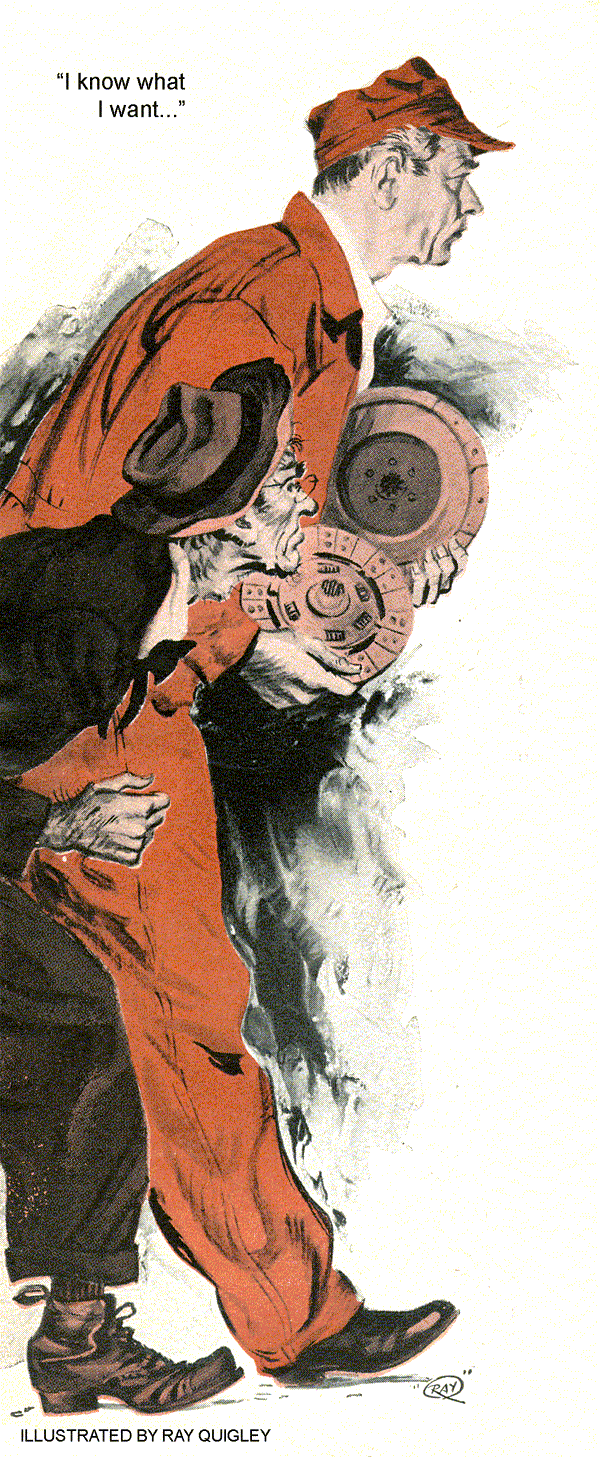 “I know what
I want...”
"RAY"
ILLUSTRATED BY RAY QUIGLEY